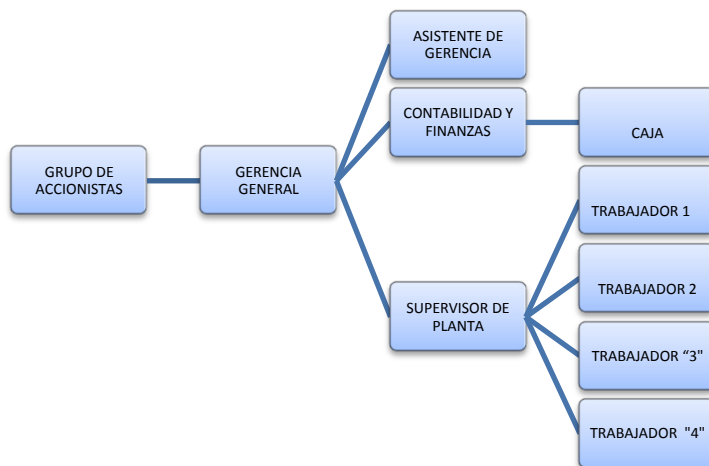 ASISTENTE DE
GERENCIA
CONTABILIDAD Y
FINANZAS
CAJA
GRUPO DE
ACCIONISTAS
GERENCIA
GENERAL
TRABAJADOR 1
SUPERVISOR DE
PLANTA
TRABAJADOR 2
TRABAJADOR “3"
TRABAJADOR "4"